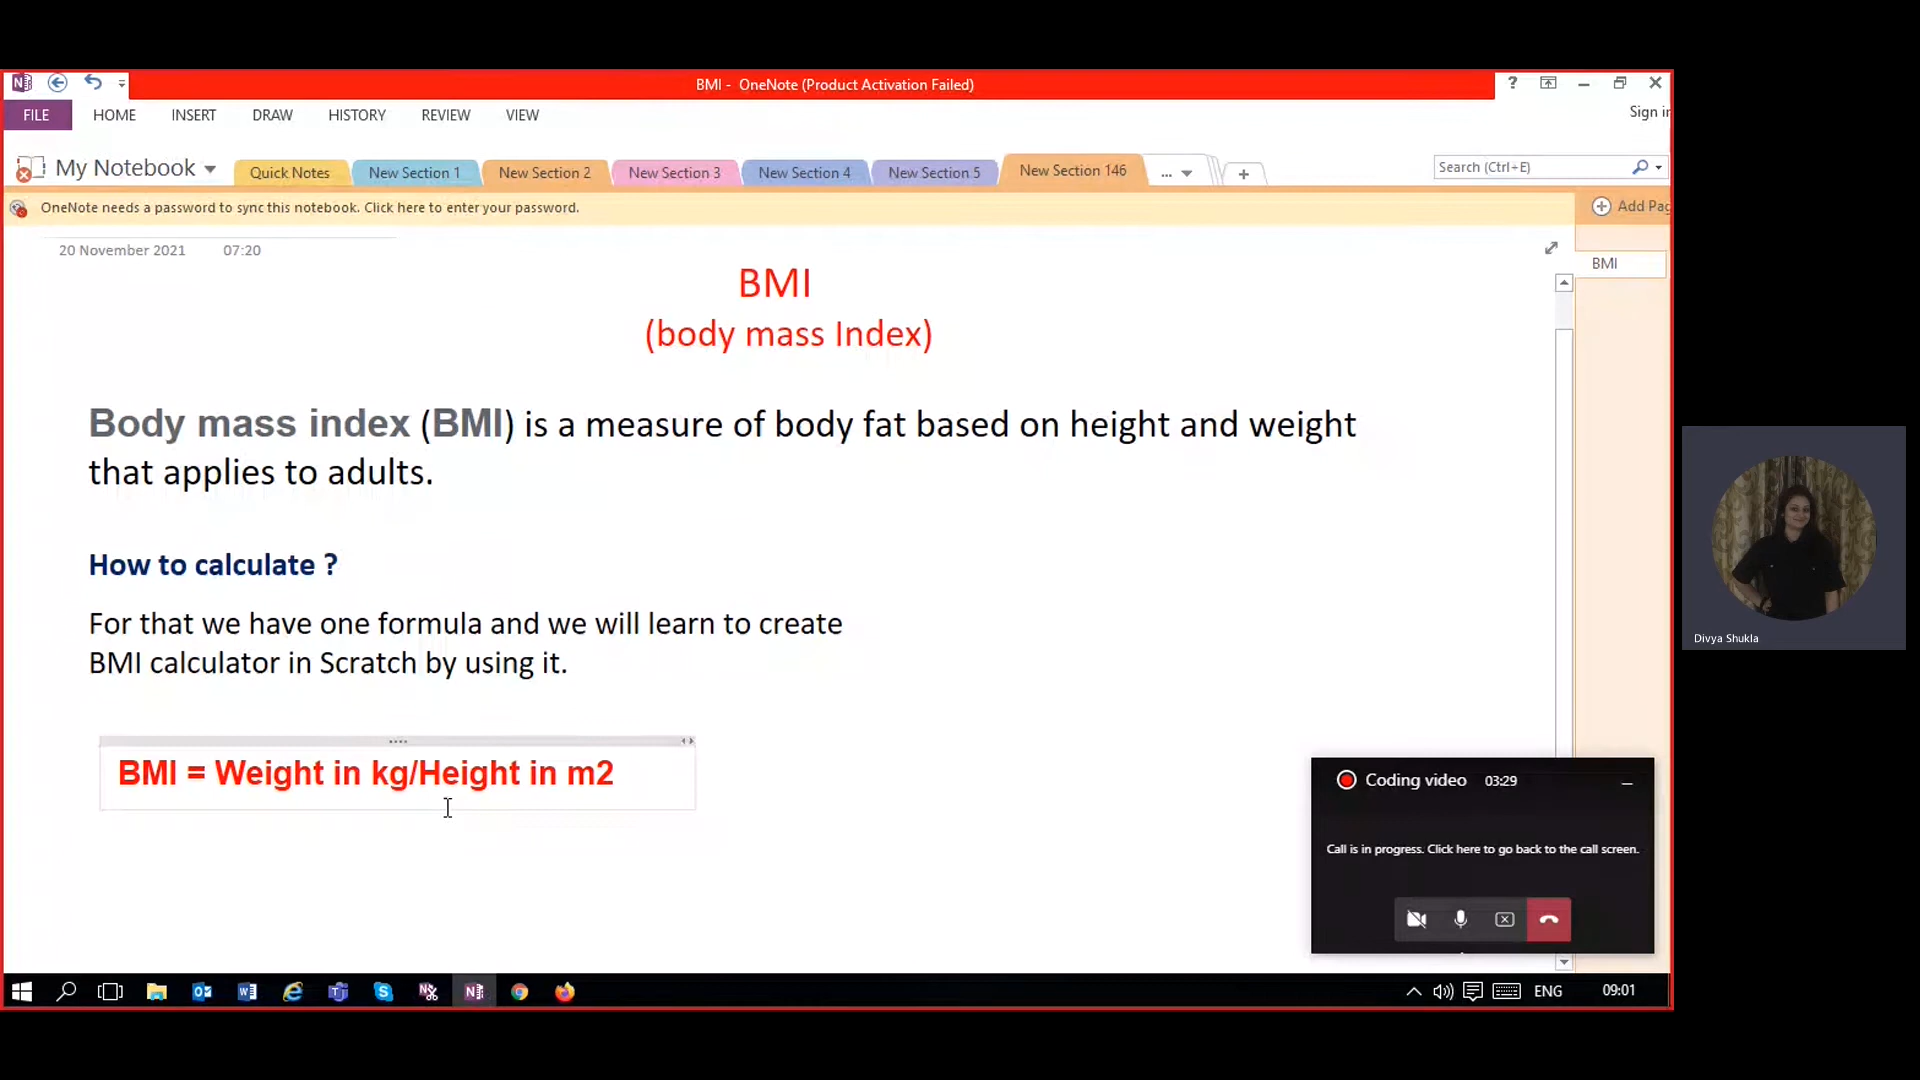 BMI - OneNote (Product Activation Failed)
?
FILE HOME INSERT DRAW HISTORY REVIEW VIEW
Sign in
My Notebook Quick Notes New Section 1 New Section 2 New Section 3 New Section 4 New Section 5 New Section 146 ... +
Search (Ctrl+E)
OneNote needs a password to sync this notebook. Click here to enter your password.
Add Pag
20 November 2021 07:20
BMI
BMI
(body mass Index)
Body mass index (BMI) is a measure of body fat based on height and weight
that applies to adults.
How to calculate ?
For that we have one formula and we will learn to create
BMI calculator in Scratch by using it.
BMI = Weight in kg/Height in m2
Divya Shukla
Coding video 03:29
Call is in progress. Click here to go back to the call screen.
ENG 09:01